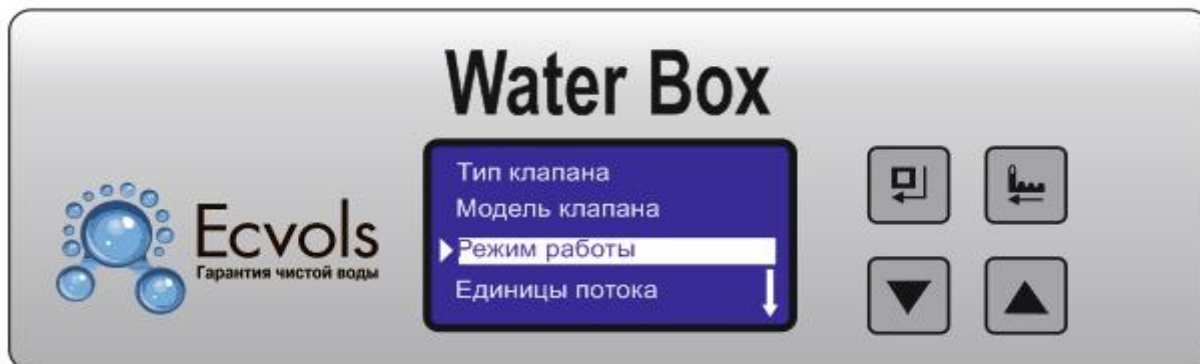 Water Box
Ecvols
Гарантия чистой воды
Тип клапана
Модель клапана
Режим работы
Единицы потока